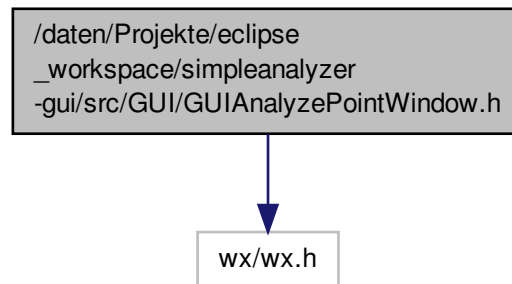 /daten/Projekte/eclipse
_workspace/simpleanalyzer
-gui/src/GUI/GUIAnalyzePointWindow.h
wx/wx.h